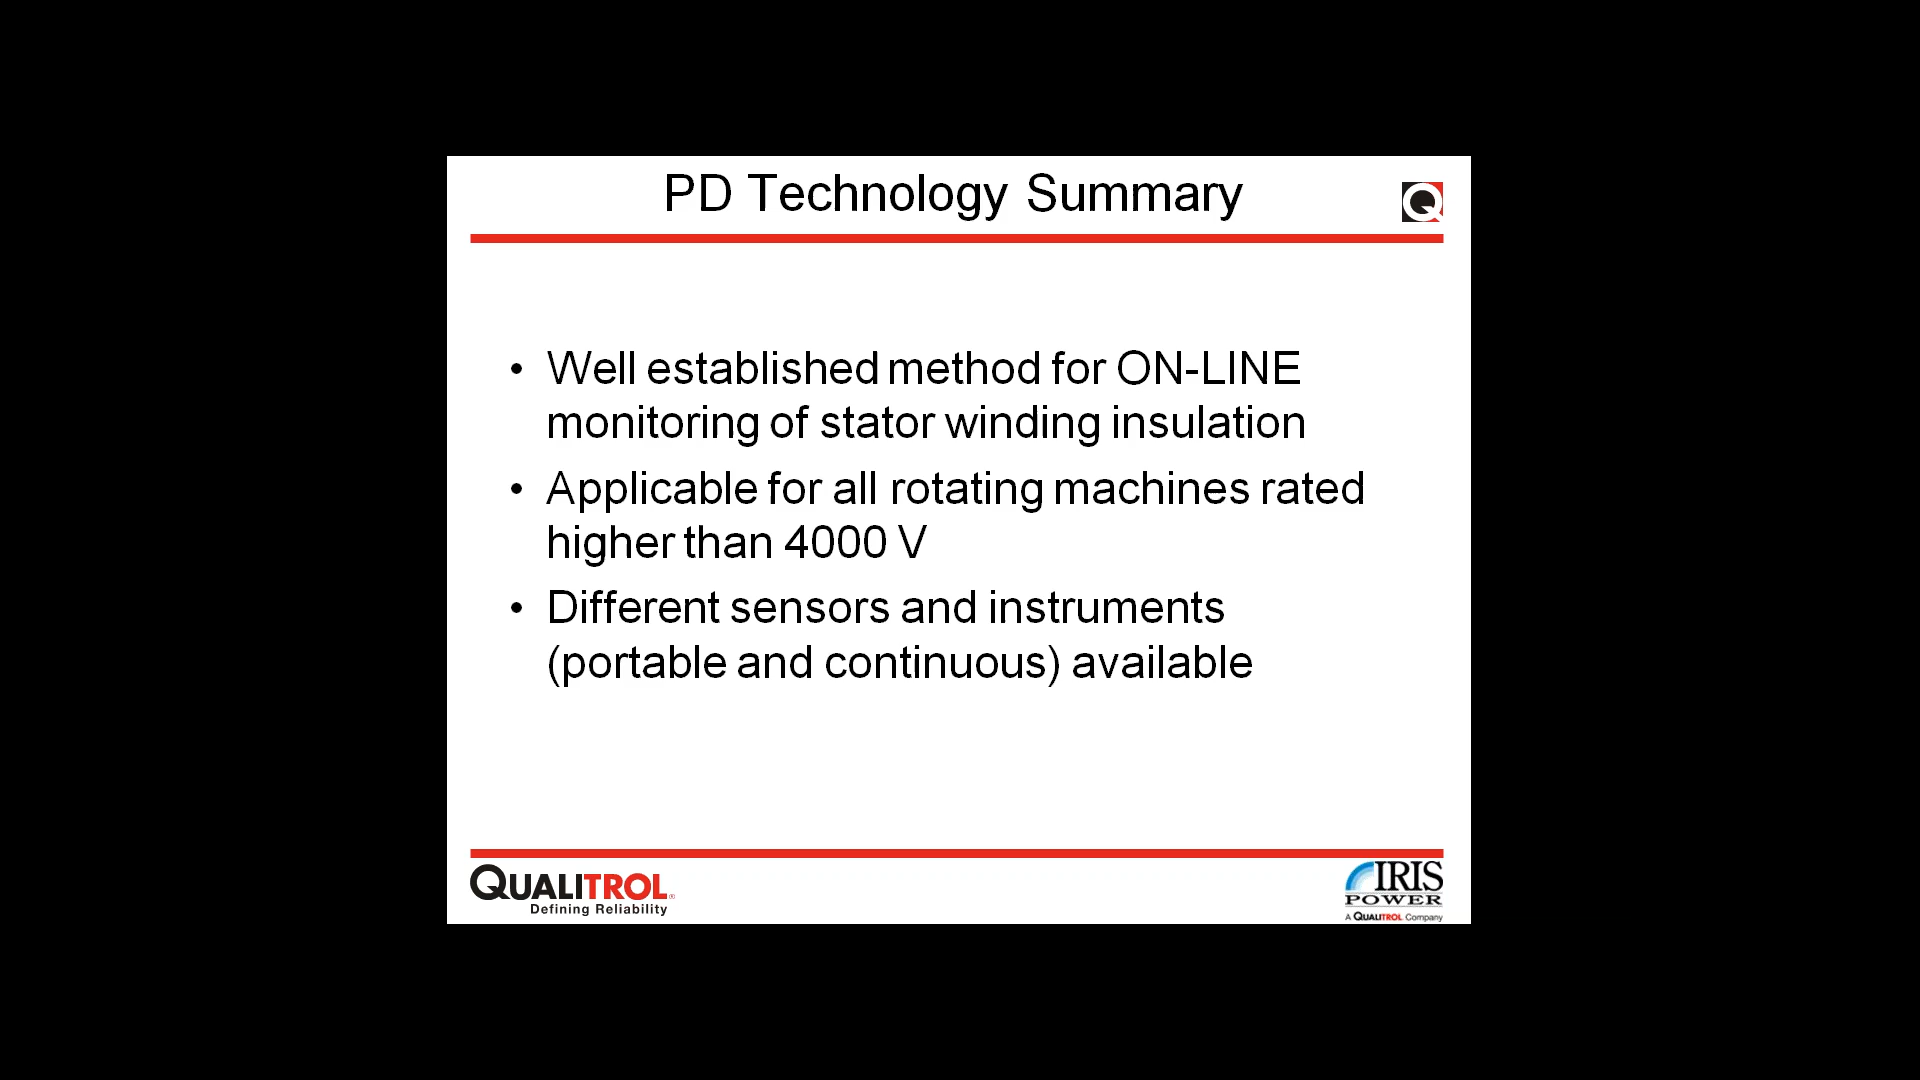 PD Technology Summary
• Well established method for ON-LINE
monitoring of stator winding insulation
• Applicable for all rotating machines rated
higher than 4000 V
• Different sensors and instruments
(portable and continuous) available
QUALITROL®
Defining Reliability
IRIS
POWER
A QUALITROL Company